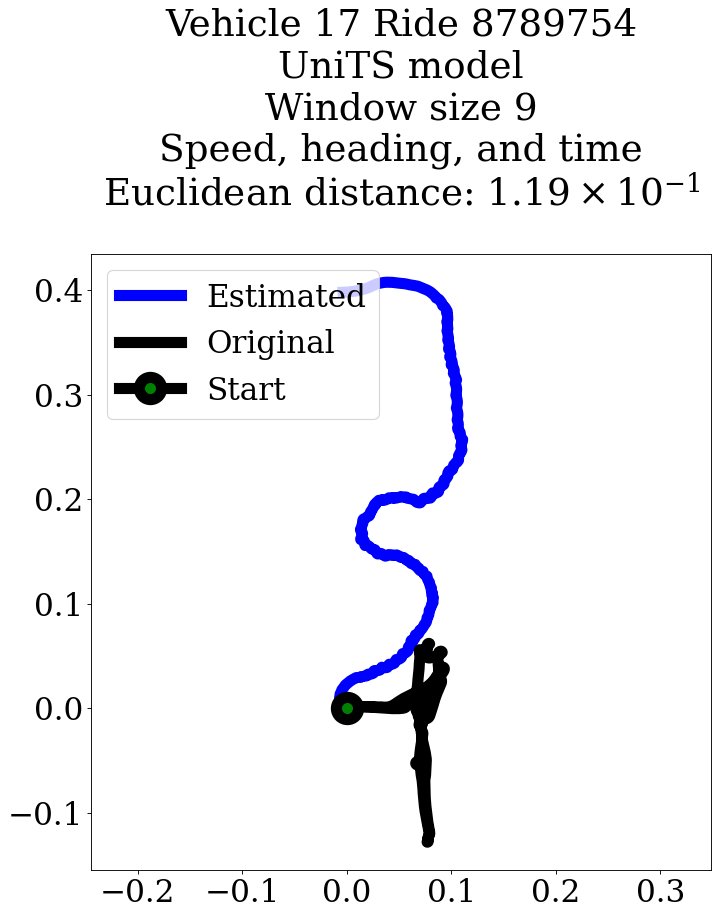 Vehicle 17 Ride 8789754
UniTS model
Window size 9
Speed, heading, and time
Euclidean distance: 1.19 × 10⁻¹
Estimated
Original
Start
0.4
0.3
0.2
0.1
0.0
−0.1
−0.2 −0.1 0.0 0.1 0.2 0.3